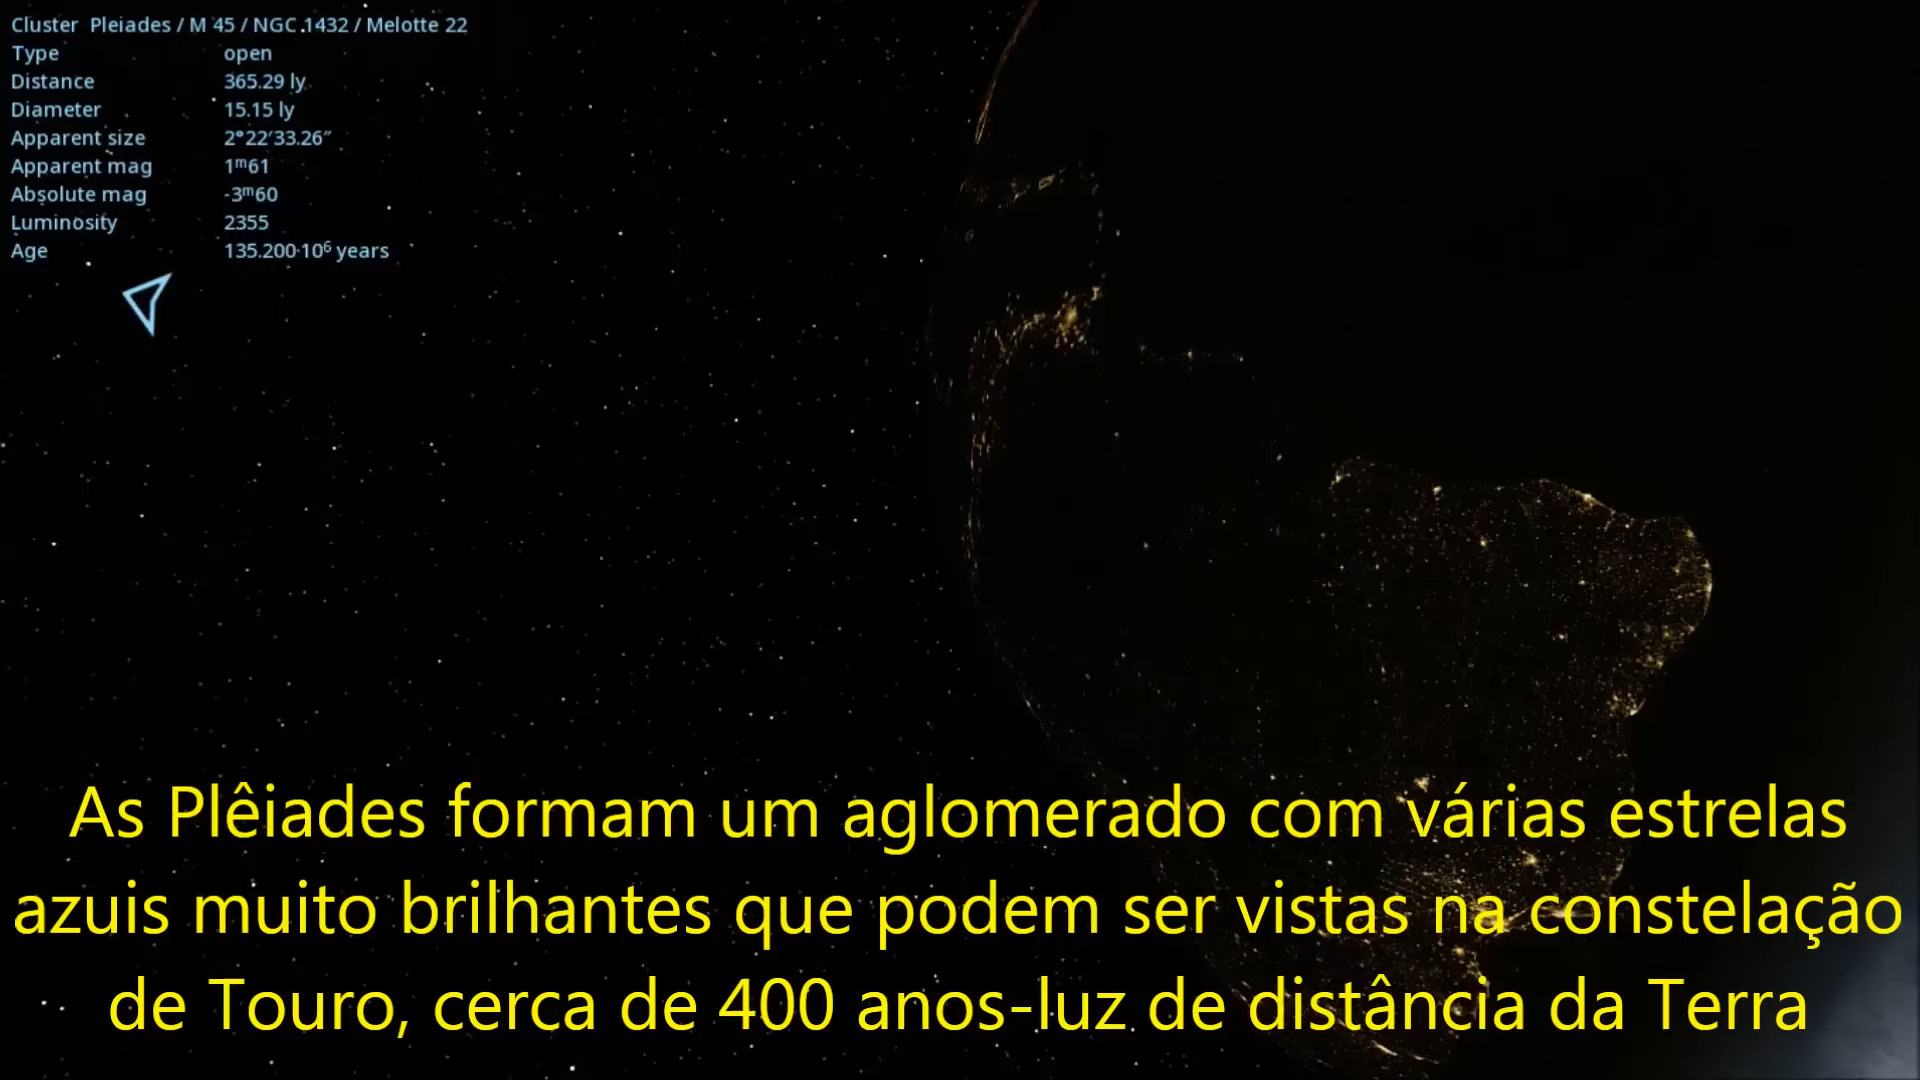 Cluster Pleiades / M 45 / NGC 1432 / Melotte 22
Type open
Distance 365.29 ly
Diameter 15.15 ly
Apparent size 2°22′33.26″
Apparent mag 1ᵐ61
Absolute mag -3ᵐ60
Luminosity 2355
Age 135.200·10⁶ years
As Plêiades formam um aglomerado com várias estrelas
azuis muito brilhantes que podem ser vistas na constelação
de Touro, cerca de 400 anos-luz de distância da Terra